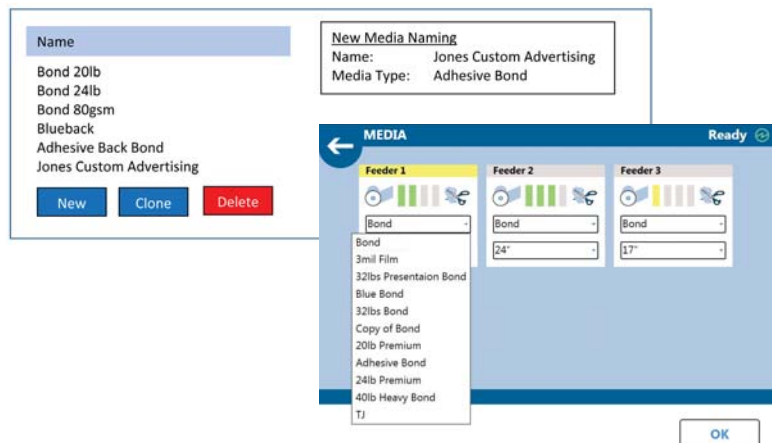 Name
Bond 20lb
Bond 24lb
Bond 80gsm
Blueback
Adhesive Back Bond
Jones Custom Advertising
New Clone Delete
New Media Naming
Name: Jones Custom Advertising
Media Type: Adhesive Bond
MEDIA Ready
Feeder 1 Feeder 2 Feeder 3
Bond Bond Bond
24" 17"
Bond
3mil Film
32lbs Presentaion Bond
Blue Bond
32lbs Bond
Copy of Bond
20lb Premium
Adhesive Bond
24lb Premium
40lb Heavy Bond
TJ
OK